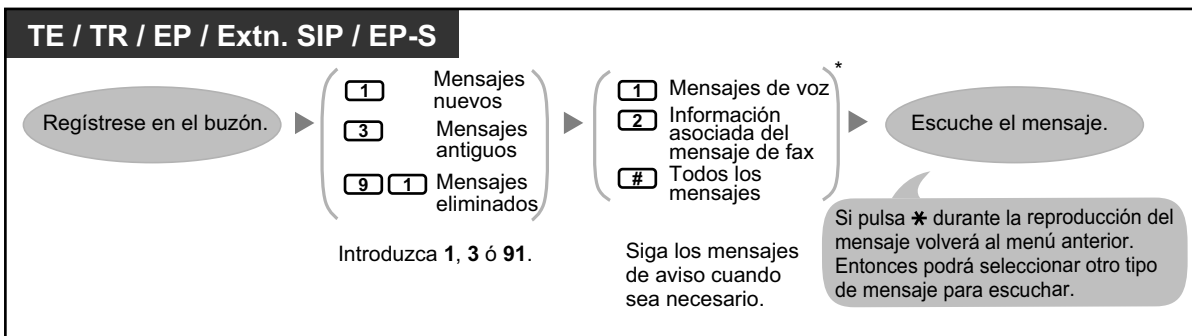 TE / TR / EP / Extn. SIP / EP-S
Regístrese en el buzón.
1 Mensajes
nuevos
3 Mensajes
antiguos
9 1 Mensajes
eliminados
Introduzca 1, 3 ó 91.
*
1 Mensajes de voz
2 Información
asociada del
mensaje de fax
# Todos los
mensajes
Siga los mensajes
de aviso cuando
sea necesario.
Escuche el mensaje.
Si pulsa * durante la reproducción del
mensaje volverá al menú anterior.
Entonces podrá seleccionar otro tipo
de mensaje para escuchar.